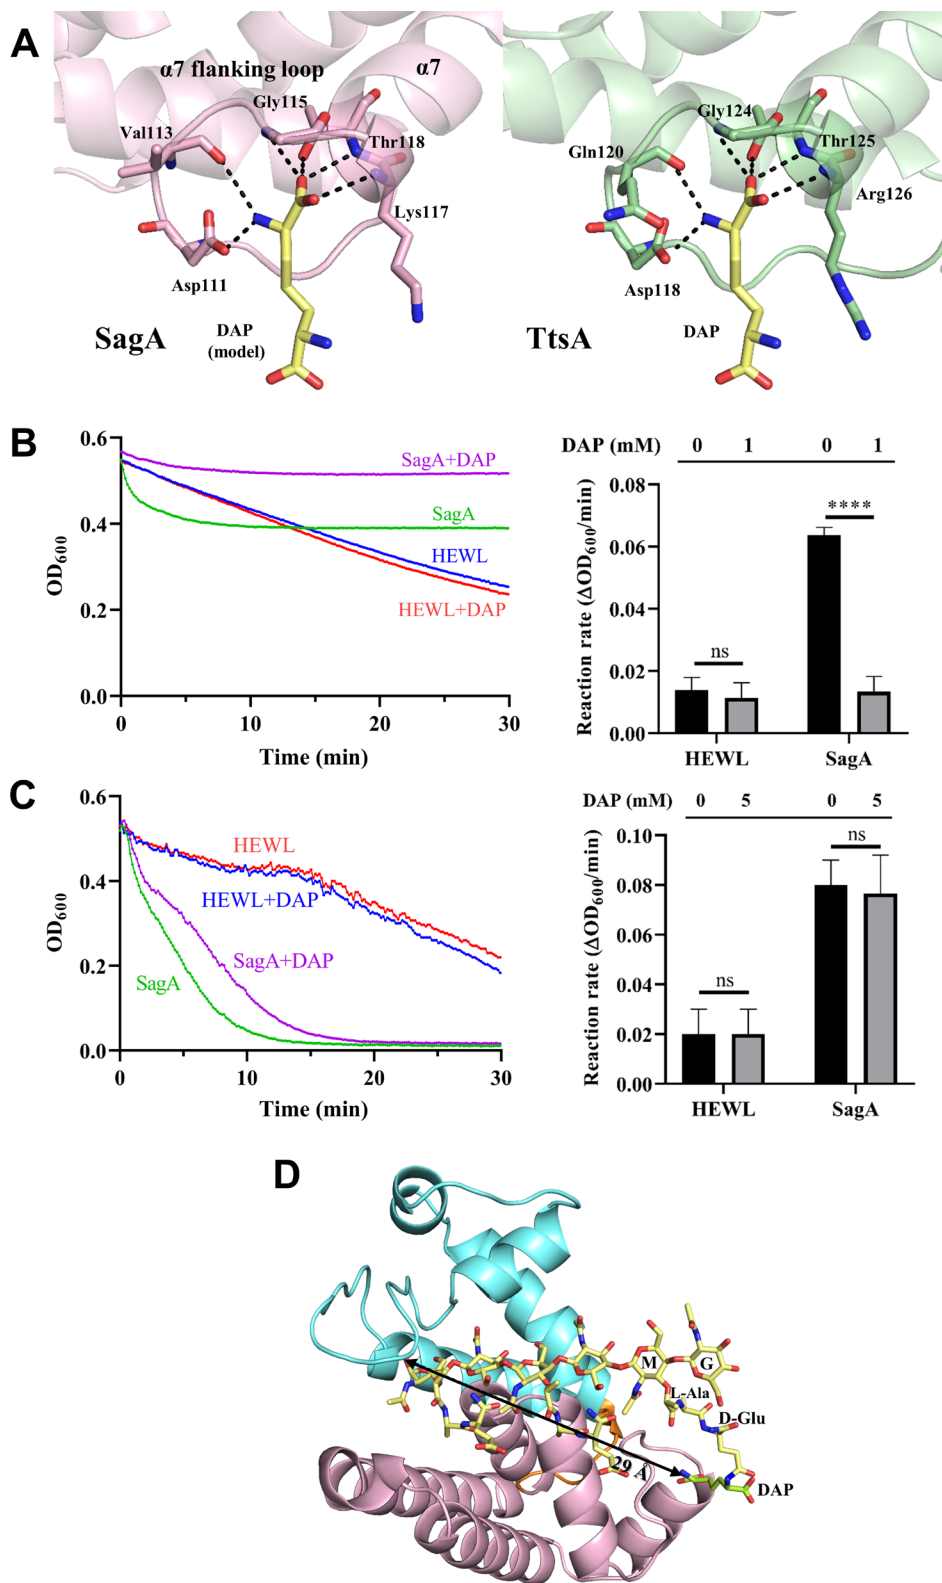 A
α7 flanking loop
α7
Gly115
Val113
Thr118
Lys117
Asp111
SagA
DAP
(model)
Gly124
Gln120
Thr125
Arg126
Asp118
TtsA
DAP
B
OD600
0.6
0.4
0.2
0.0
SagA+DAP
SagA
HEWL
HEWL+DAP
0 10 20 30
Time (min)
DAP (mM) 0 1 0 1
Reaction rate (ΔOD600/min)
0.08
0.06
0.04
0.02
0.00
ns
****
HEWL SagA
C
OD600
0.6
0.4
0.2
0.0
HEWL
HEWL+DAP
SagA+DAP
SagA
0 10 20 30
Time (min)
DAP (mM) 0 5 0 5
Reaction rate (ΔOD600/min)
0.10
0.08
0.06
0.04
0.02
0.00
ns
ns
HEWL SagA
D
M G
L-Ala
D-Glu
29 Å
DAP